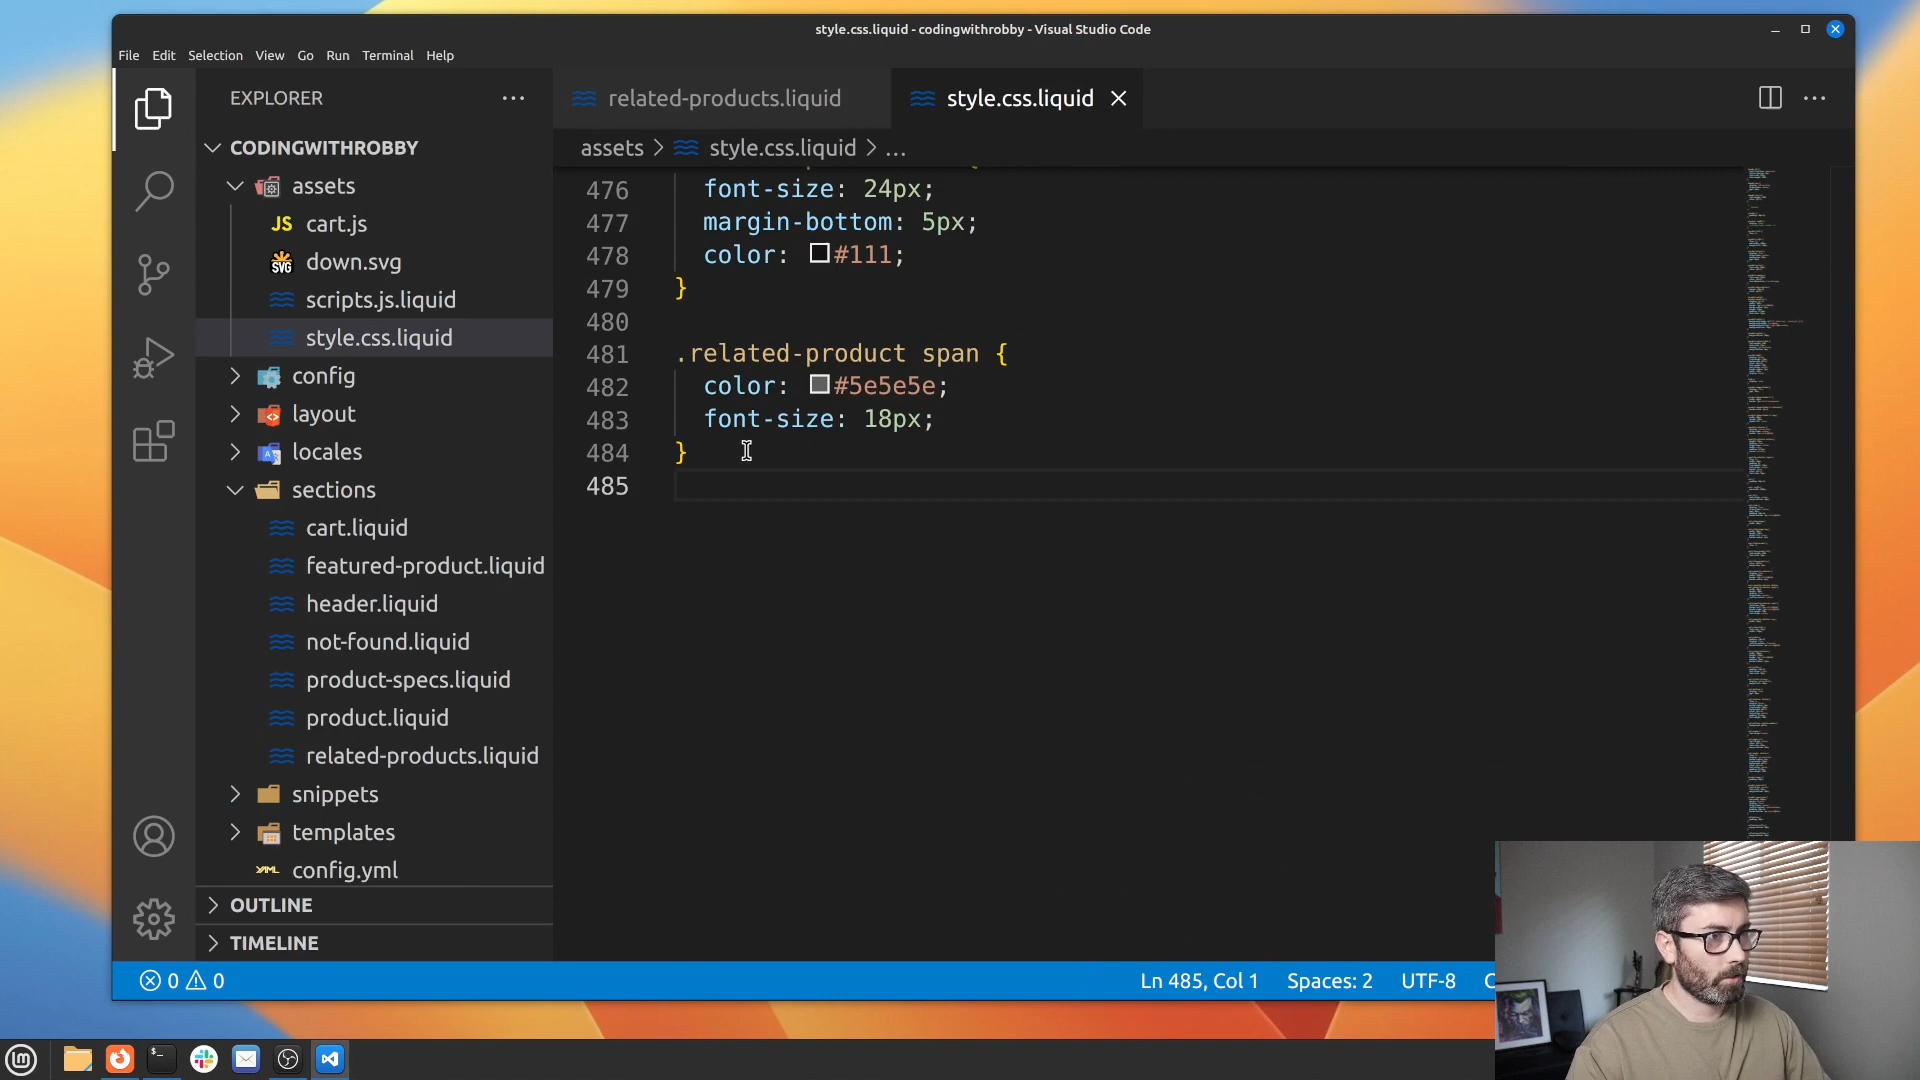 style.css.liquid - codingwithrobby - Visual Studio Code
File Edit Selection View Go Run Terminal Help
EXPLORER
CODINGWITHROBBY
assets
JS cart.js
SVG down.svg
scripts.js.liquid
style.css.liquid
config
layout
locales
sections
cart.liquid
featured-product.liquid
header.liquid
not-found.liquid
product-specs.liquid
product.liquid
related-products.liquid
snippets
templates
YAML config.yml
OUTLINE
TIMELINE
related-products.liquid style.css.liquid
assets > style.css.liquid > ...
476 font-size: 24px;
477 margin-bottom: 5px;
478 color: #111;
479 }
480
481 .related-product span {
482 color: #5e5e5e;
483 font-size: 18px;
484 }
485
0 0 Ln 485, Col 1 Spaces: 2 UTF-8